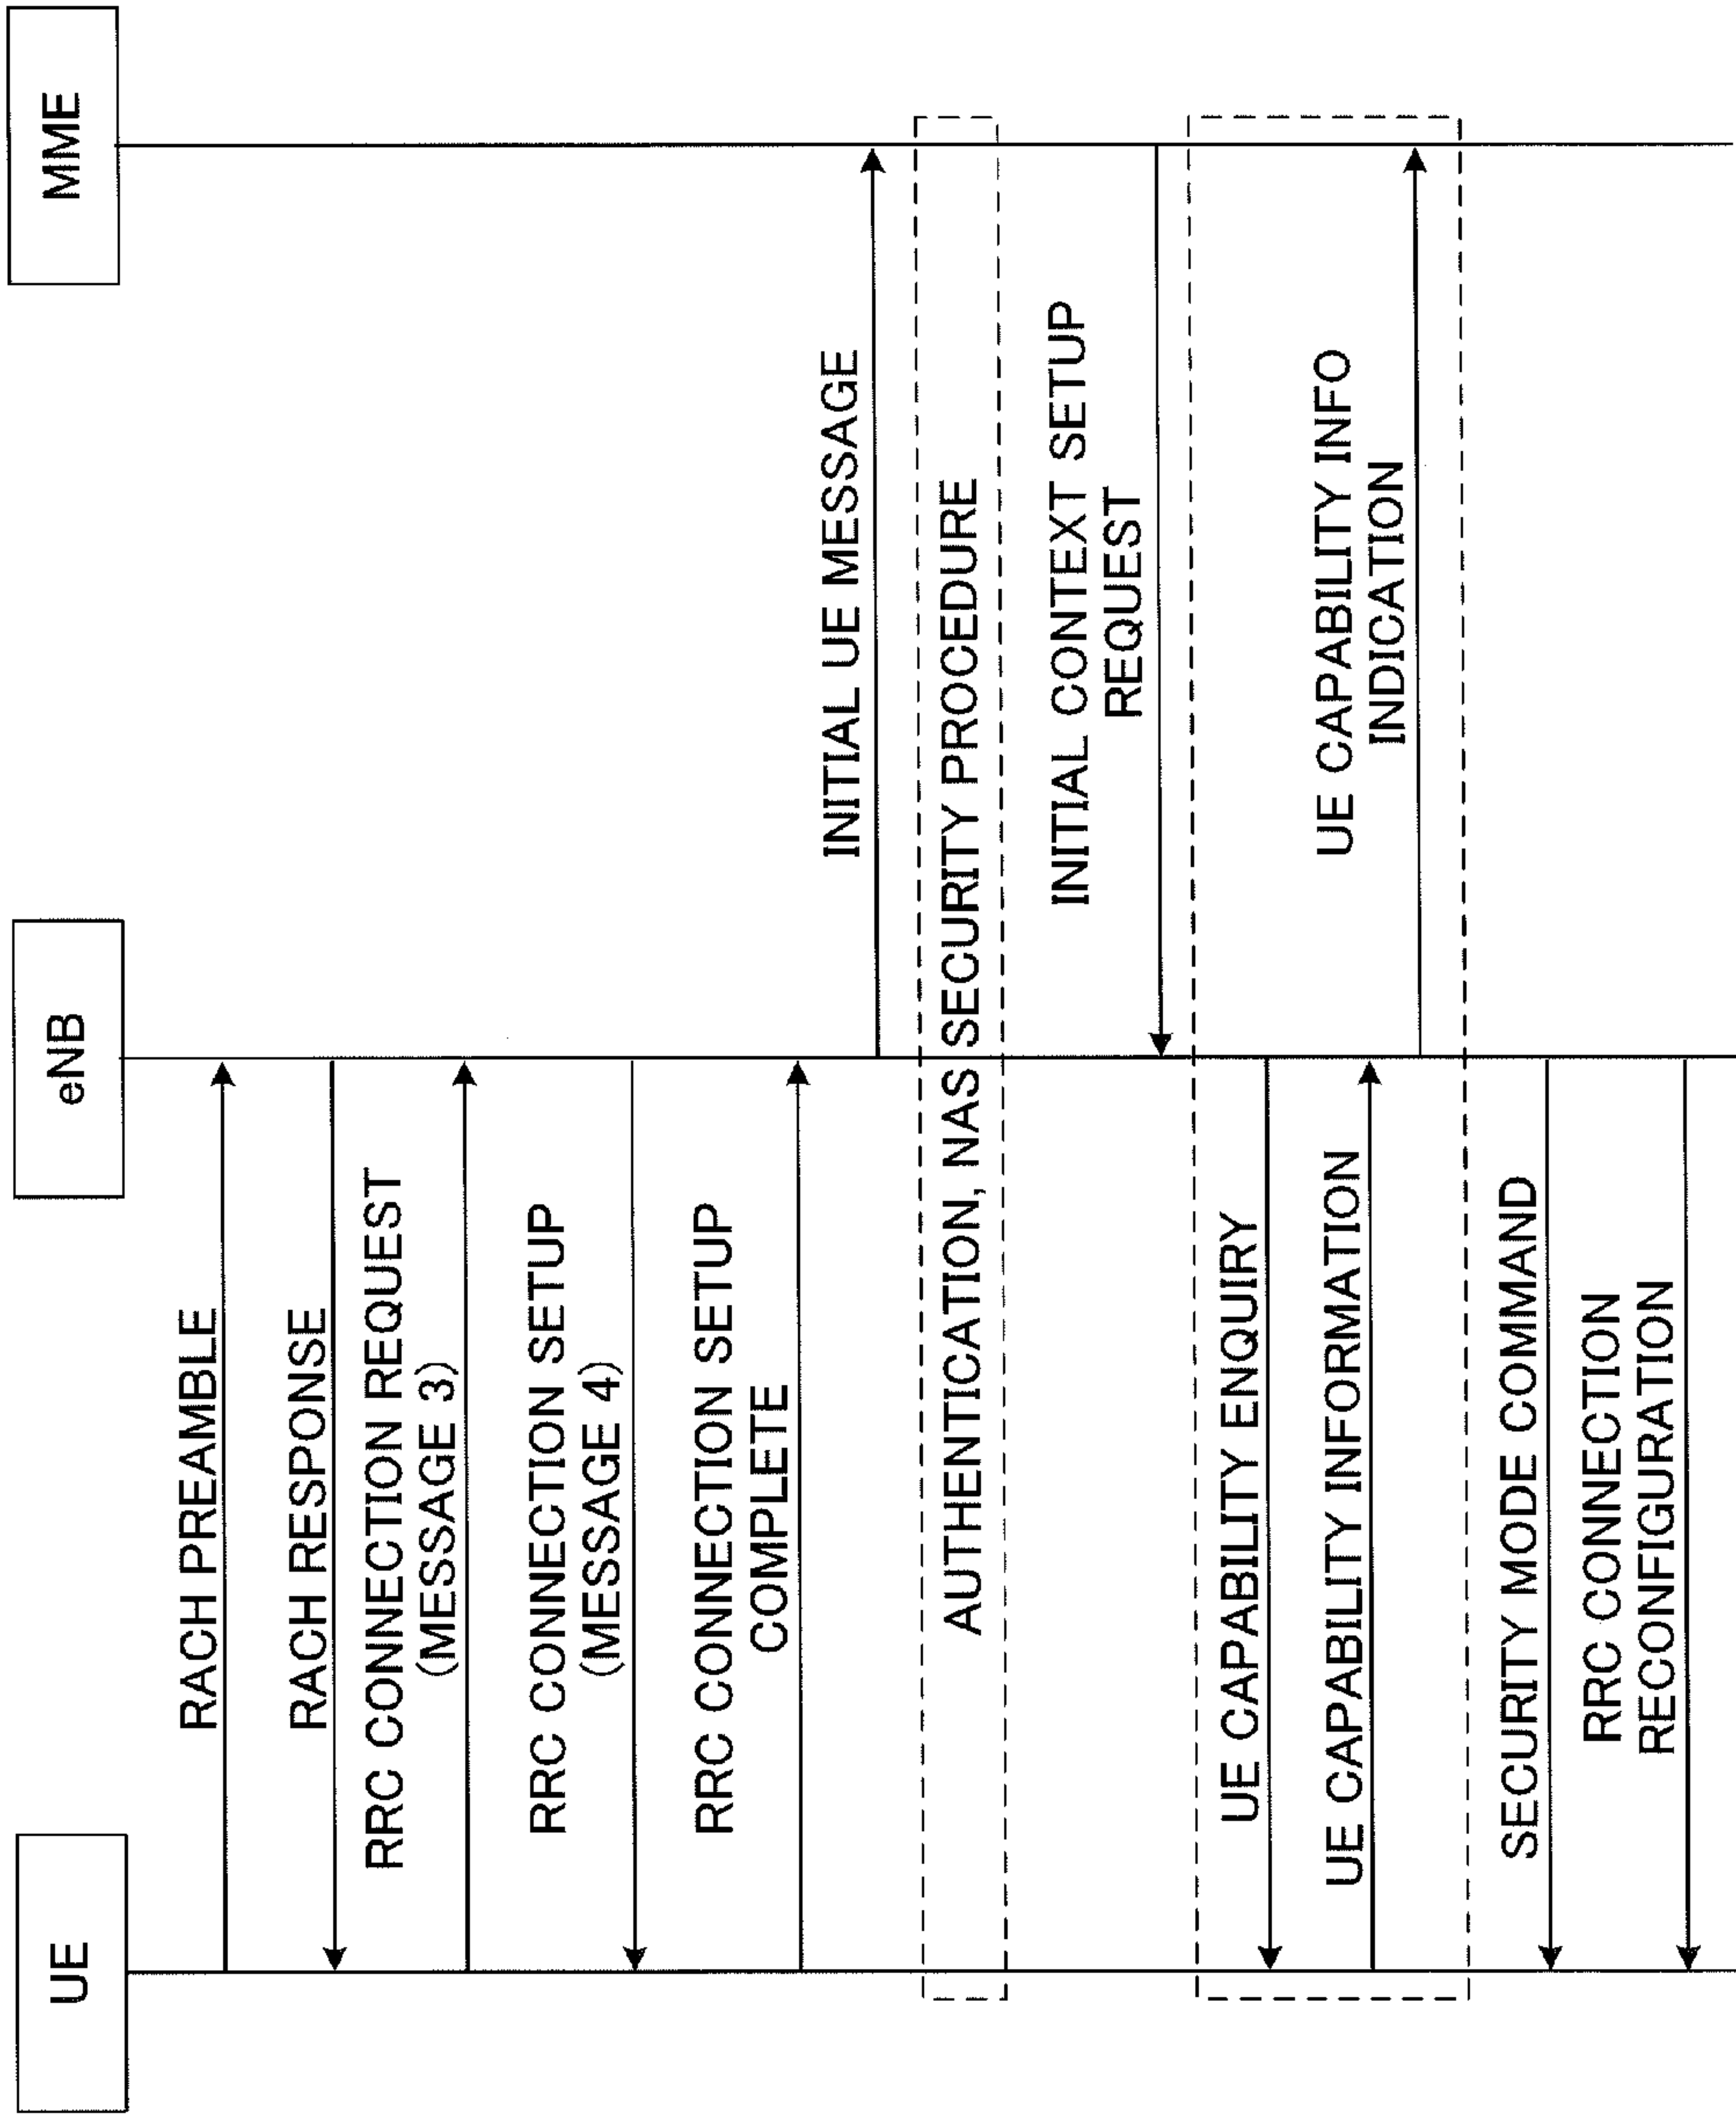 UE
eNB
MME
RACH PREAMBLE
RACH RESPONSE
RRC CONNECTION REQUEST
(MESSAGE 3)
RRC CONNECTION SETUP
(MESSAGE 4)
RRC CONNECTION SETUP
COMPLETE
INITIAL UE MESSAGE
AUTHENTICATION, NAS SECURITY PROCEDURE
INITIAL CONTEXT SETUP
REQUEST
UE CAPABILITY ENQUIRY
UE CAPABILITY INFORMATION
UE CAPABILITY INFO
INDICATION
SECURITY MODE COMMAND
RRC CONNECTION
RECONFIGURATION